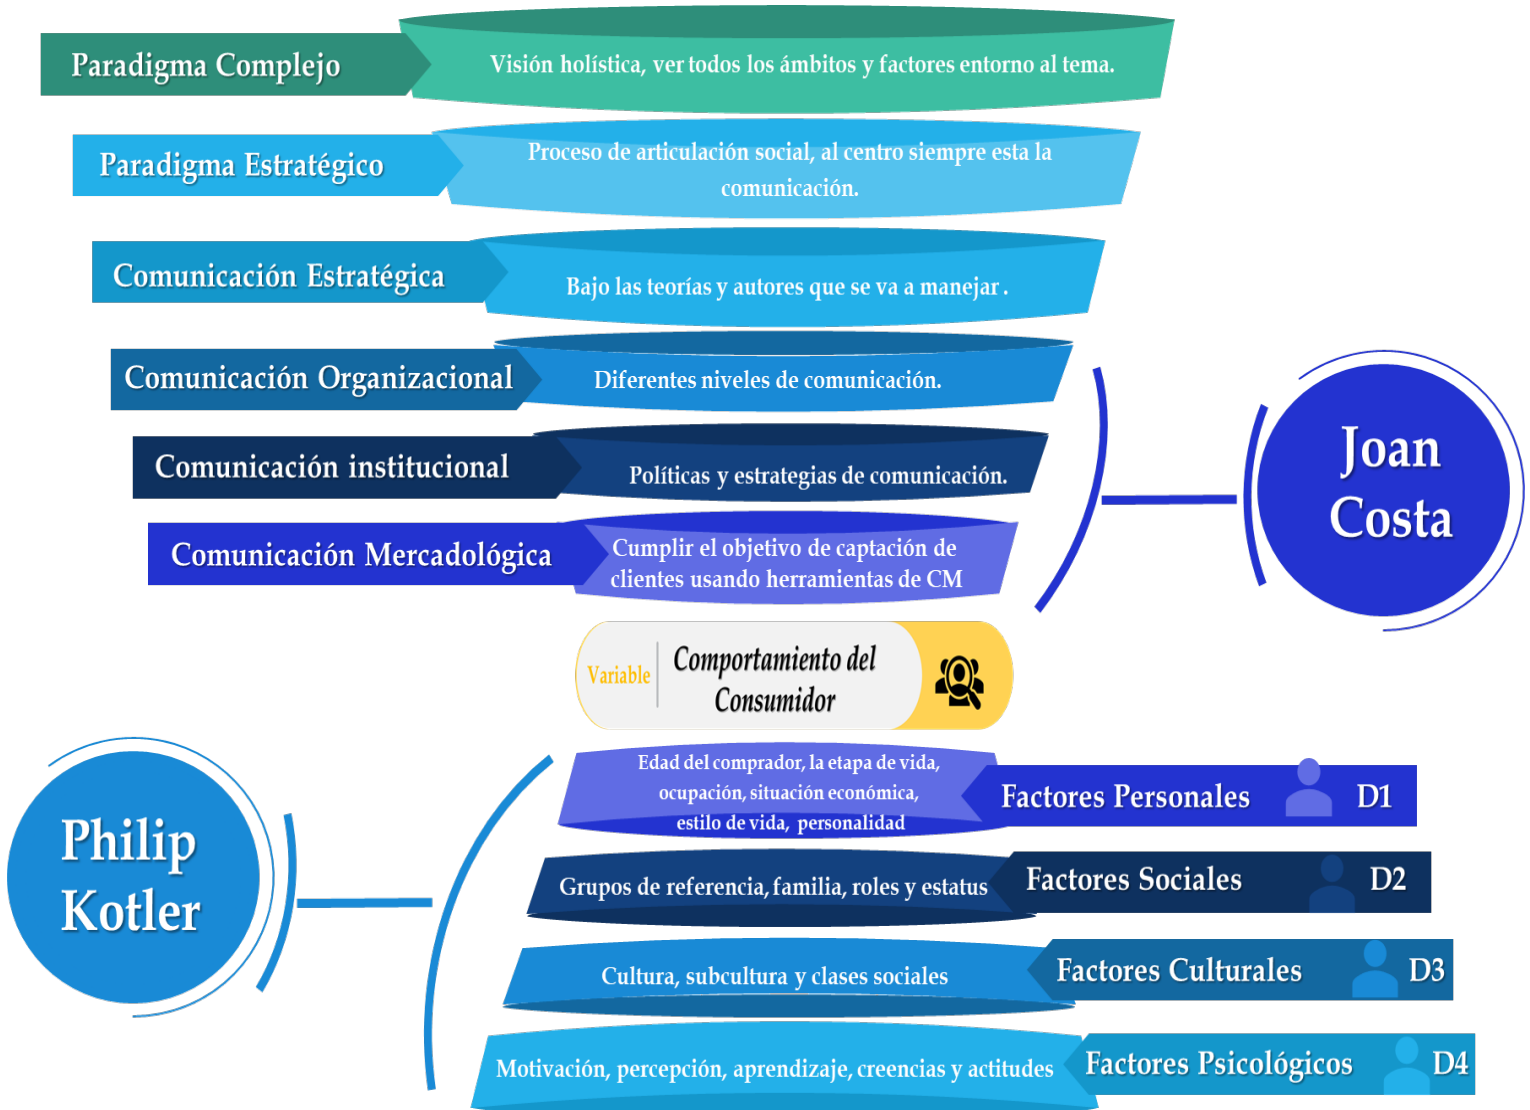 Paradigma Complejo
Visión holística, ver todos los ámbitos y factores entorno al tema.
Paradigma Estratégico
Proceso de articulación social, al centro siempre esta la
comunicación.
Comunicación Estratégica
Bajo las teorías y autores que se va a manejar .
Comunicación Organizacional
Diferentes niveles de comunicación.
Comunicación institucional
Políticas y estrategias de comunicación.
Comunicación Mercadológica
Cumplir el objetivo de captación de
clientes usando herramientas de CM
Joan
Costa
Variable
Comportamiento del
Consumidor
Philip
Kotler
Edad del comprador, la etapa de vida,
ocupación, situación económica,
estilo de vida, personalidad
Factores Personales
D1
Grupos de referencia, familia, roles y estatus
Factores Sociales
D2
Cultura, subcultura y clases sociales
Factores Culturales
D3
Motivación, percepción, aprendizaje, creencias y actitudes
Factores Psicológicos
D4